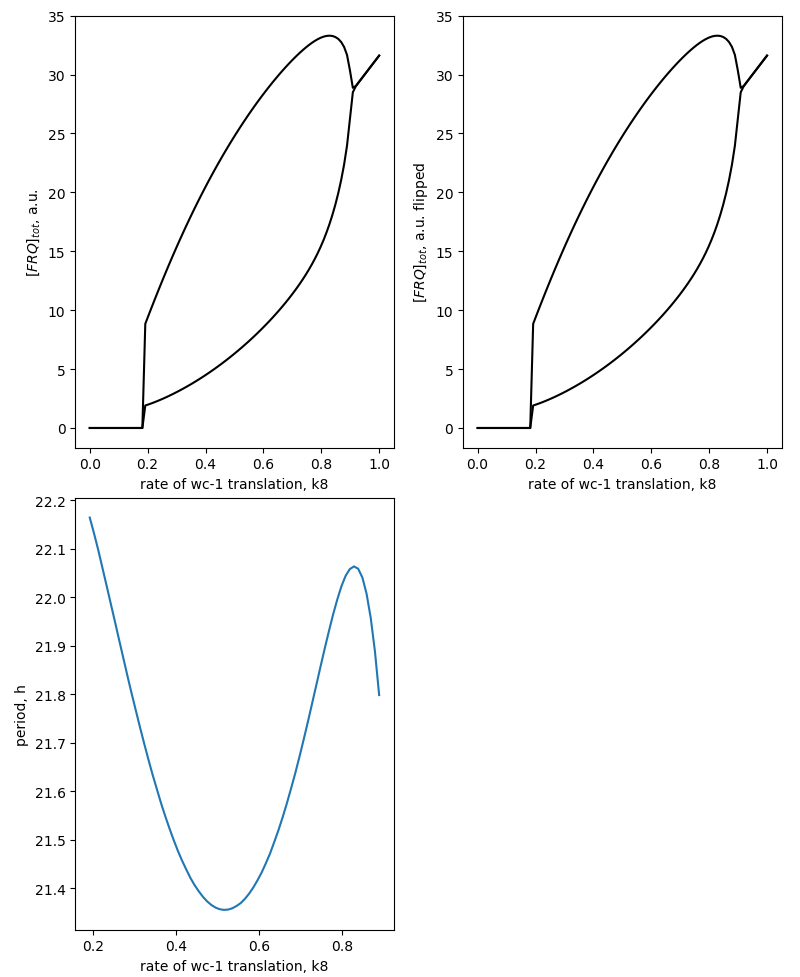 35
30
25
20
15
10
5
0
[FRQ]tot, a.u.
0.0 0.2 0.4 0.6 0.8 1.0
rate of wc-1 translation, k8
35
30
25
20
15
10
5
0
[FRQ]tot, a.u. flipped
0.0 0.2 0.4 0.6 0.8 1.0
rate of wc-1 translation, k8
22.2
22.1
22.0
21.9
21.8
21.7
21.6
21.5
21.4
period, h
0.2 0.4 0.6 0.8
rate of wc-1 translation, k8